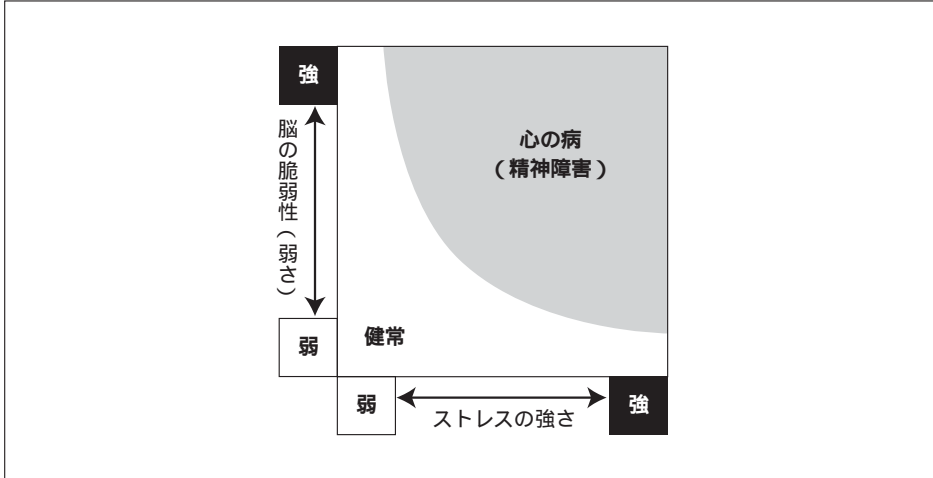 強
脳の脆弱性(弱さ)
心の病
(精神障害)
弱
健常
弱
ストレスの強さ
強